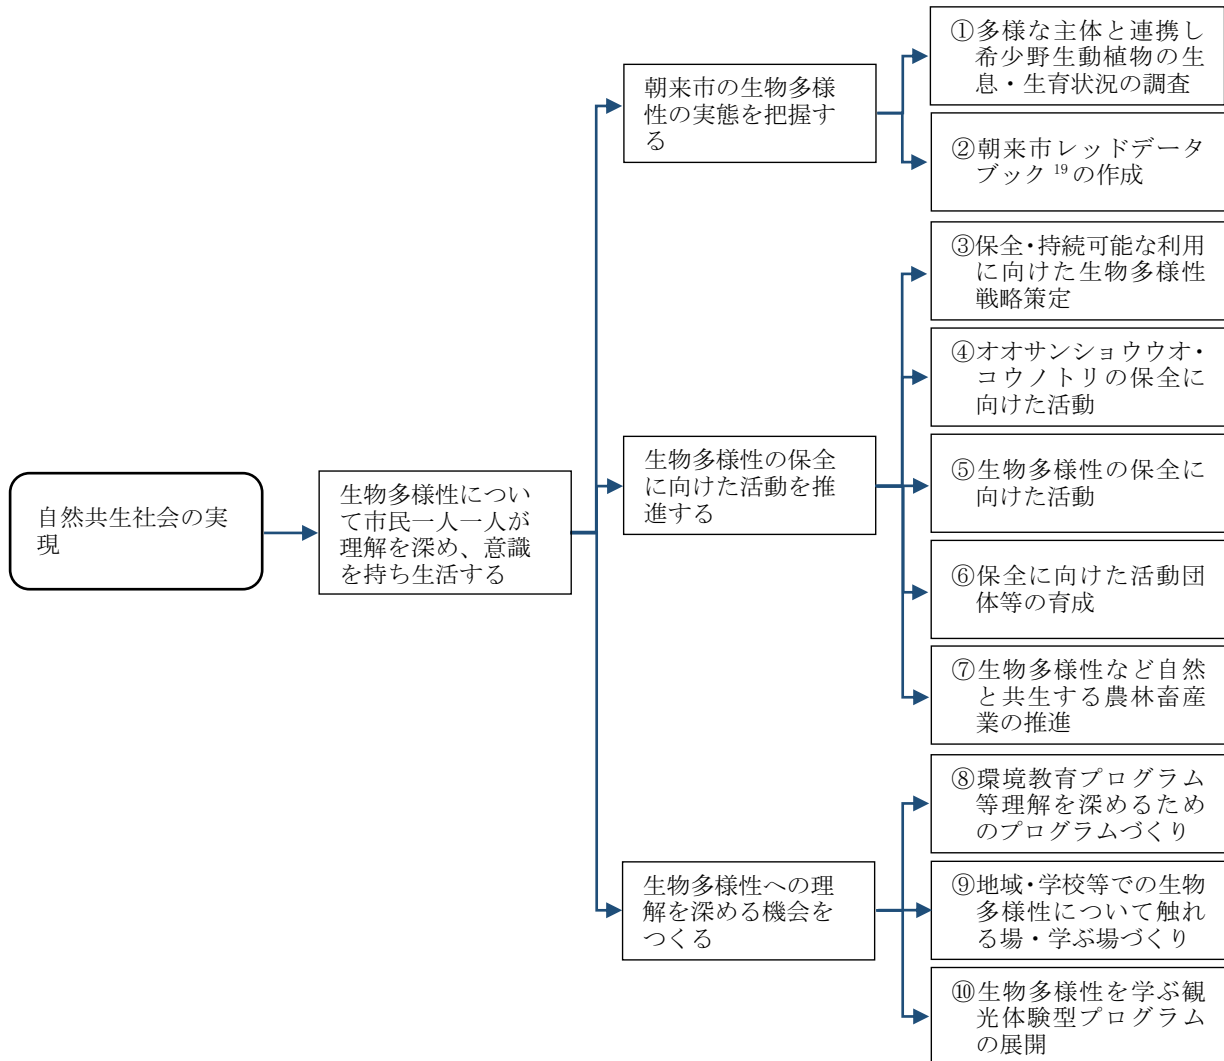 自然共生社会の実
現
生物多様性につい
て市民一人一人が
理解を深め、意識
を持ち生活する
朝来市の生物多様
性の実態を把握す
る
①多様な主体と連携し
希少野生動植物の生
息・生育状況の調査
②朝来市レッドデータ
ブック19の作成
生物多様性の保全
に向けた活動を推
進する
③保全・持続可能な利用
に向けた生物多様性
戦略策定
④オオサンショウウオ・
コウノトリの保全に
向けた活動
⑤生物多様性の保全に
向けた活動
⑥保全に向けた活動団
体等の育成
⑦生物多様性など自然
と共生する農林畜産
業の推進
生物多様性への理
解を深める機会を
つくる
⑧環境教育プログラム
等理解を深めるため
のプログラムづくり
⑨地域・学校等での生物
多様性について触れ
る場・学ぶ場づくり
⑩生物多様性を学ぶ観
光体験型プログラム
の展開